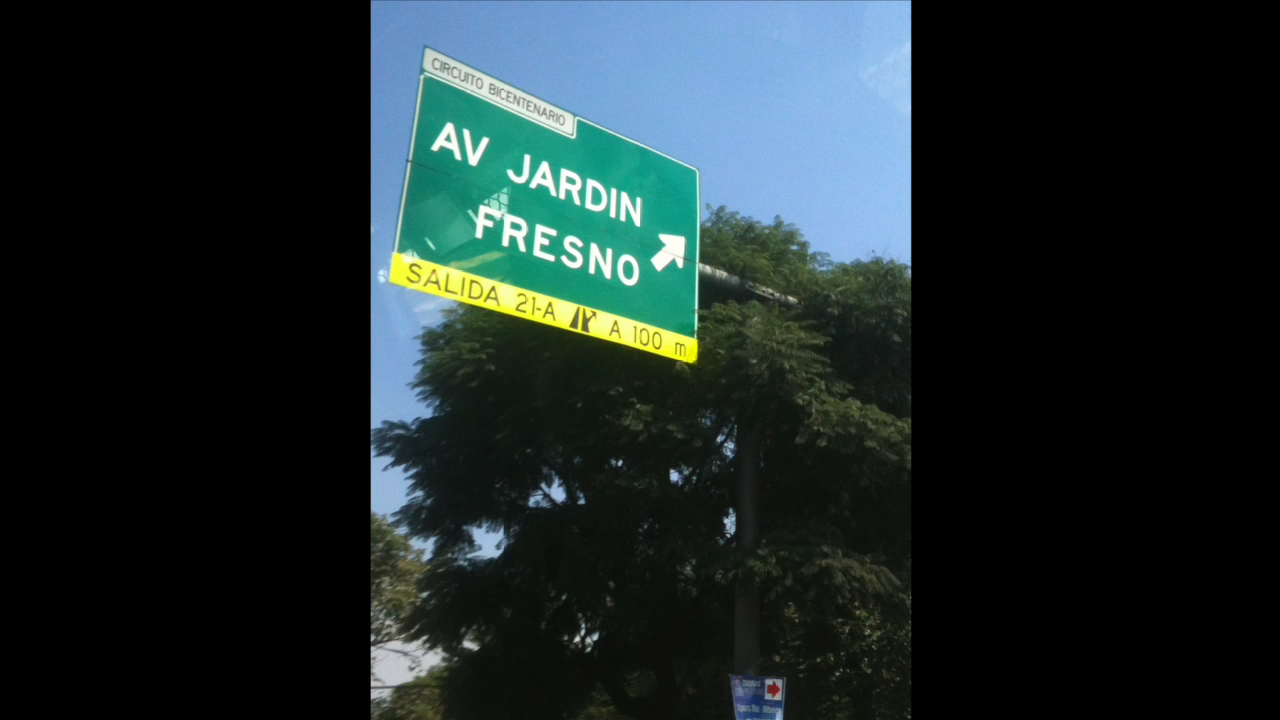 CIRCUITO BICENTENARIO
AV JARDIN
FRESNO
SALIDA 21-A A 100 m